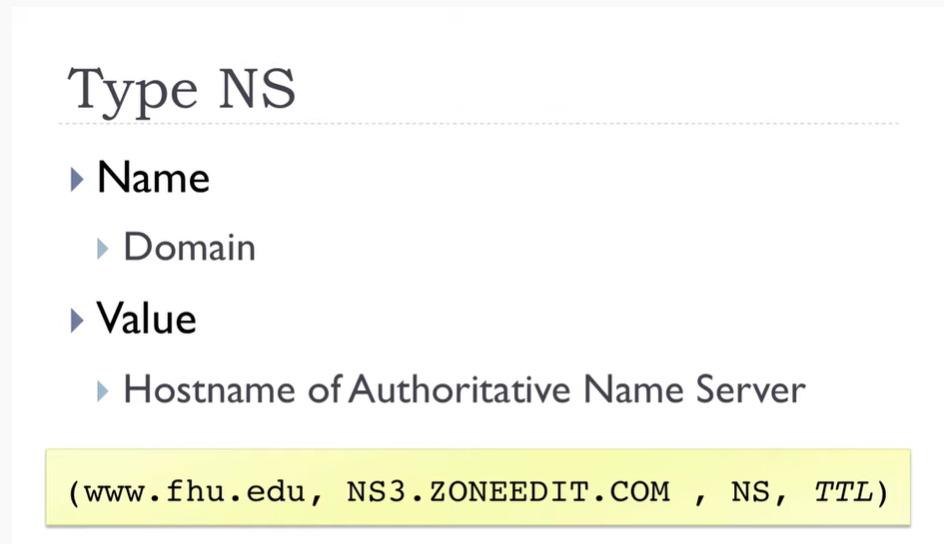 Type NS
Name
Domain
Value
Hostname of Authoritative Name Server
(www.fhu.edu, NS3.ZONEEDIT.COM , NS, TTL)